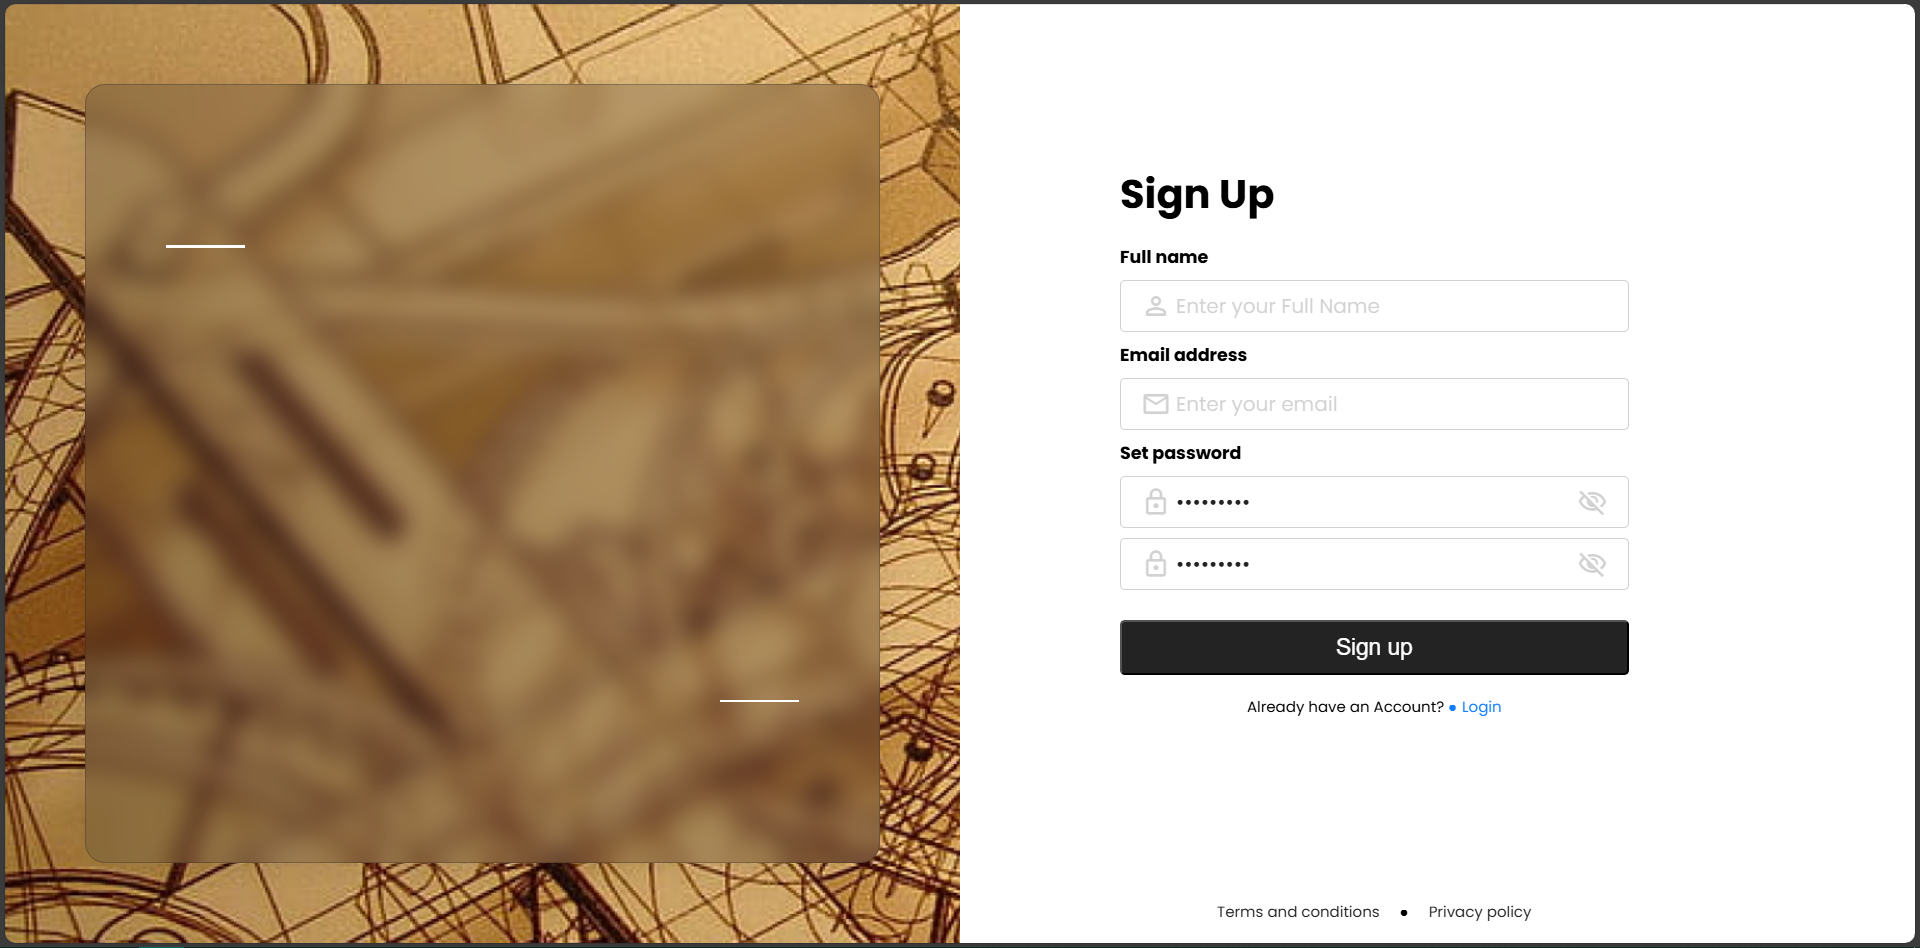 Sign Up
Full name
Enter your Full Name
Email address
Enter your email
Set password
•••••••••
•••••••••
Sign up
Already have an Account? • Login
Terms and conditions • Privacy policy